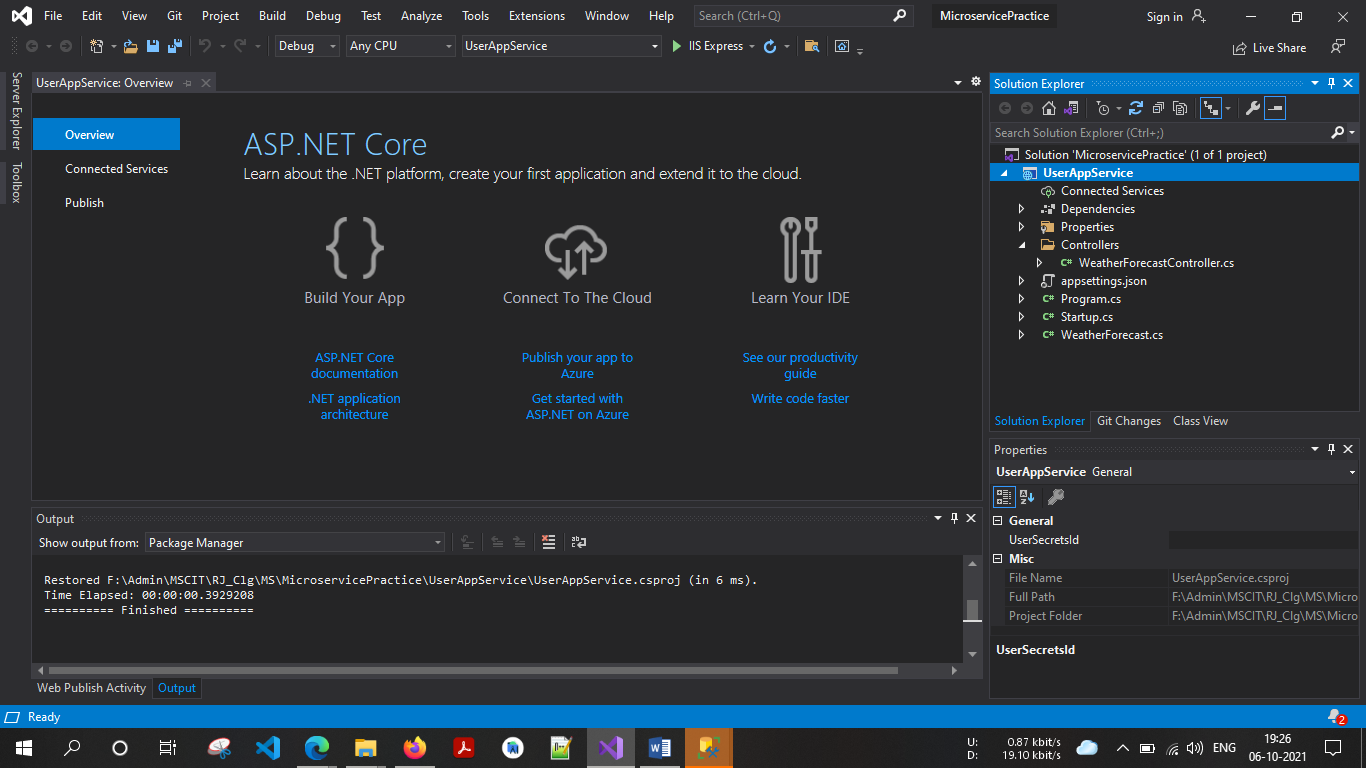 File Edit View Git Project Build Debug Test Analyze Tools Extensions Window Help Search (Ctrl+Q) MicroservicePractice Sign in
Debug Any CPU UserAppService IIS Express Live Share
Server Explorer
Toolbox
UserAppService: Overview
Overview
Connected Services
Publish
ASP.NET Core
Learn about the .NET platform, create your first application and extend it to the cloud.
Build Your App
ASP.NET Core
documentation
.NET application
architecture
Connect To The Cloud
Publish your app to
Azure
Get started with
ASP.NET on Azure
Learn Your IDE
See our productivity
guide
Write code faster
Output
Show output from: Package Manager
Restored F:\Admin\MSCIT\RJ_Clg\MS\MicroservicePractice\UserAppService\UserAppService.csproj (in 6 ms).
Time Elapsed: 00:00:00.3929208
========== Finished ==========
Web Publish Activity Output
Solution Explorer
Search Solution Explorer (Ctrl+;)
Solution 'MicroservicePractice' (1 of 1 project)
UserAppService
Connected Services
Dependencies
Properties
Controllers
C# WeatherForecastController.cs
appsettings.json
C# Program.cs
C# Startup.cs
C# WeatherForecast.cs
Solution Explorer Git Changes Class View
Properties
UserAppService General
General
UserSecretsId
Misc
File Name UserAppService.csproj
Full Path F:\Admin\MSCIT\RJ_Clg\MS\Micro
Project Folder F:\Admin\MSCIT\RJ_Clg\MS\Micro
UserSecretsId
Ready
2
U: 0.87 kbit/s
D: 19.10 kbit/s
ENG
19:26
06-10-2021